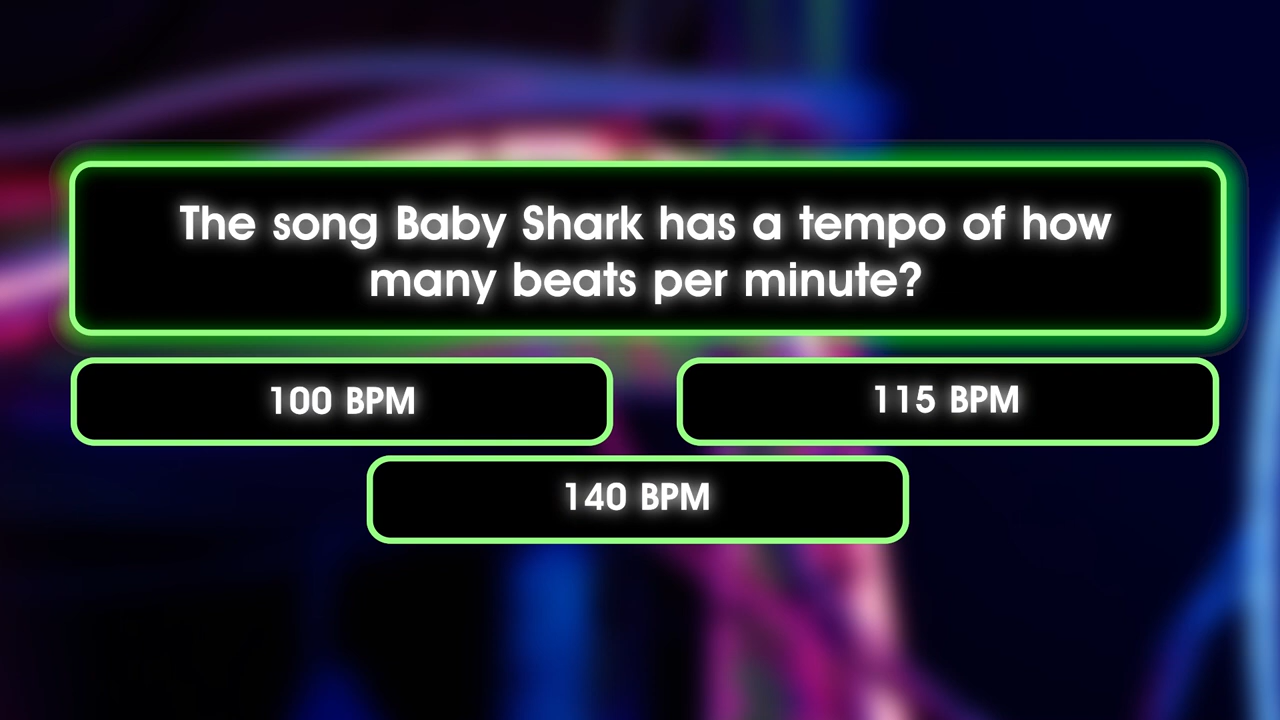 The song Baby Shark has a tempo of how
many beats per minute?
100 BPM
115 BPM
140 BPM